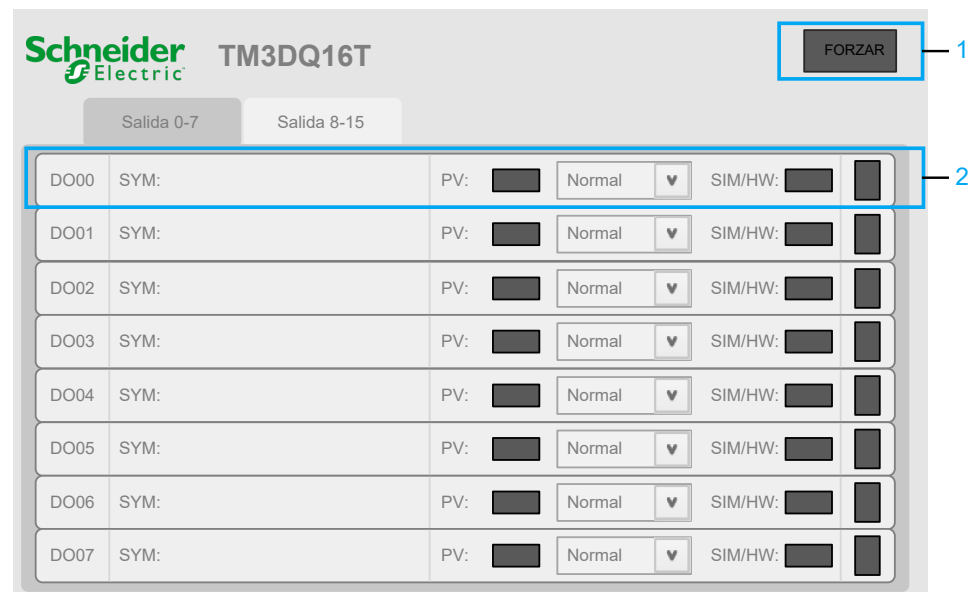 Schneider Electric TM3DQ16T FORZAR 1
Salida 0-7 Salida 8-15
DO00 SYM: PV: Normal SIM/HW: 2
DO01 SYM: PV: Normal SIM/HW:
DO02 SYM: PV: Normal SIM/HW:
DO03 SYM: PV: Normal SIM/HW:
DO04 SYM: PV: Normal SIM/HW:
DO05 SYM: PV: Normal SIM/HW:
DO06 SYM: PV: Normal SIM/HW:
DO07 SYM: PV: Normal SIM/HW: